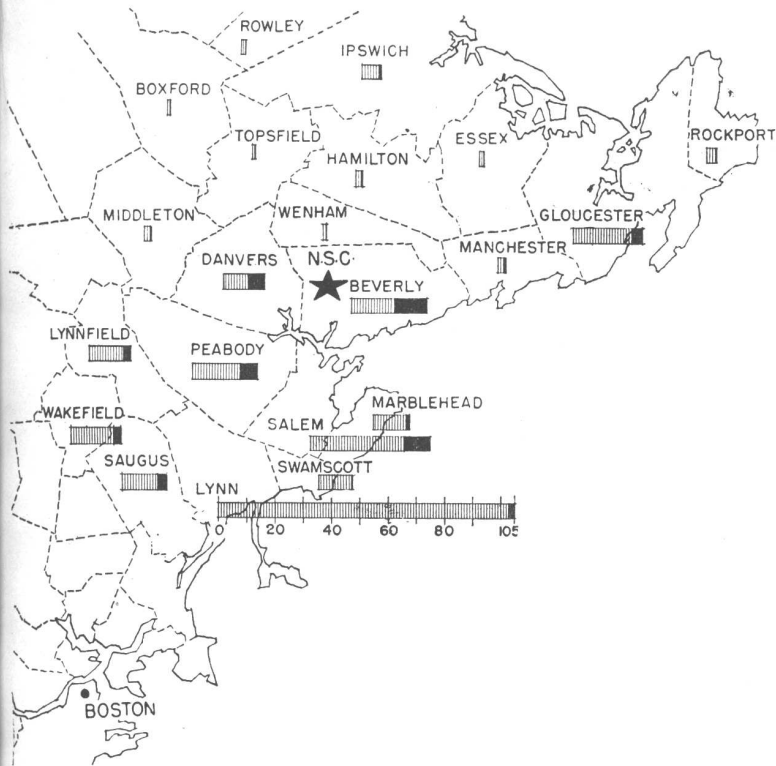 ROWLEY
IPSWICH
BOXFORD
TOPSFIELD
ESSEX
ROCKPORT
HAMILTON
MIDDLETON
WENHAM
GLOUCESTER
MANCHESTER
DANVERS
N.S.C.
BEVERLY
LYNNFIELD
PEABODY
WAKEFIELD
MARBLEHEAD
SALEM
SAUGUS
SWAMSCOTT
LYNN
0 20 40 60 80 105
BOSTON